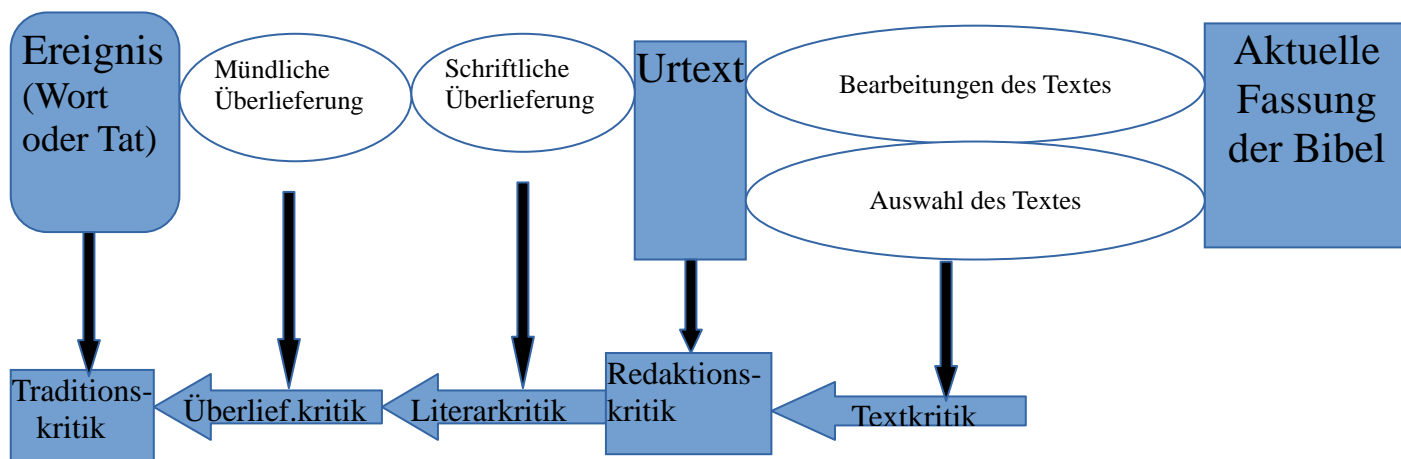 Ereignis
(Wort
oder Tat)
Mündliche
Überlieferung
Schriftliche
Überlieferung
Urtext
Bearbeitungen des Textes
Auswahl des Textes
Aktuelle
Fassung
der Bibel
Traditions-
kritik
Überlief.kritik
Literarkritik
Redaktions-
kritik
Textkritik